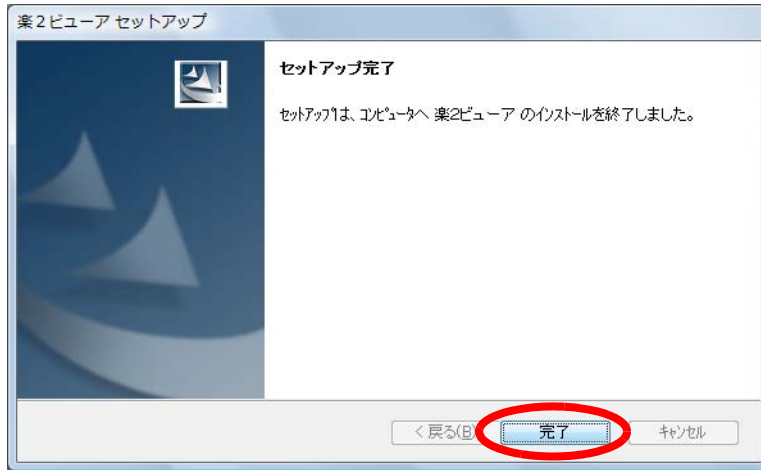 楽2ビューア セットアップ
セットアップ完了
セットアップは、コンピュータへ 楽2ビューア のインストールを終了しました。
< 戻る(B)
完了
キャンセル